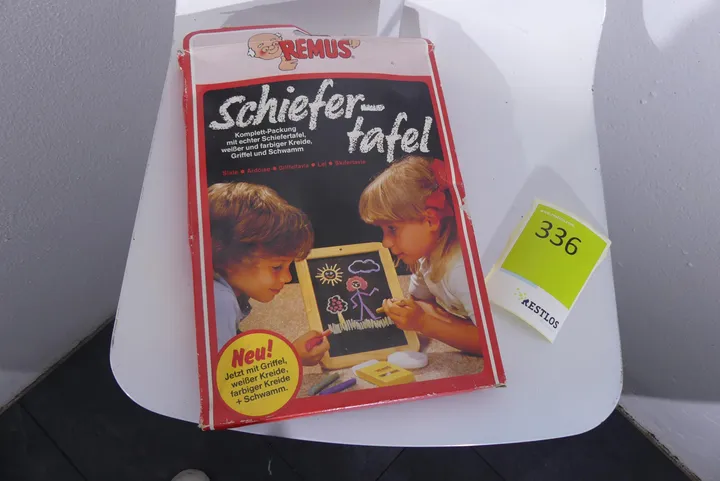 REMUS
Schiefer-
tafel
Komplett-Packung
mit echter Schiefertafel,
weißer und farbiger Kreide,
Griffel und Schwamm
Neu!
Jetzt mit Griffel,
weißer Kreide,
farbiger Kreide
+ Schwamm.
336
RESTLOS